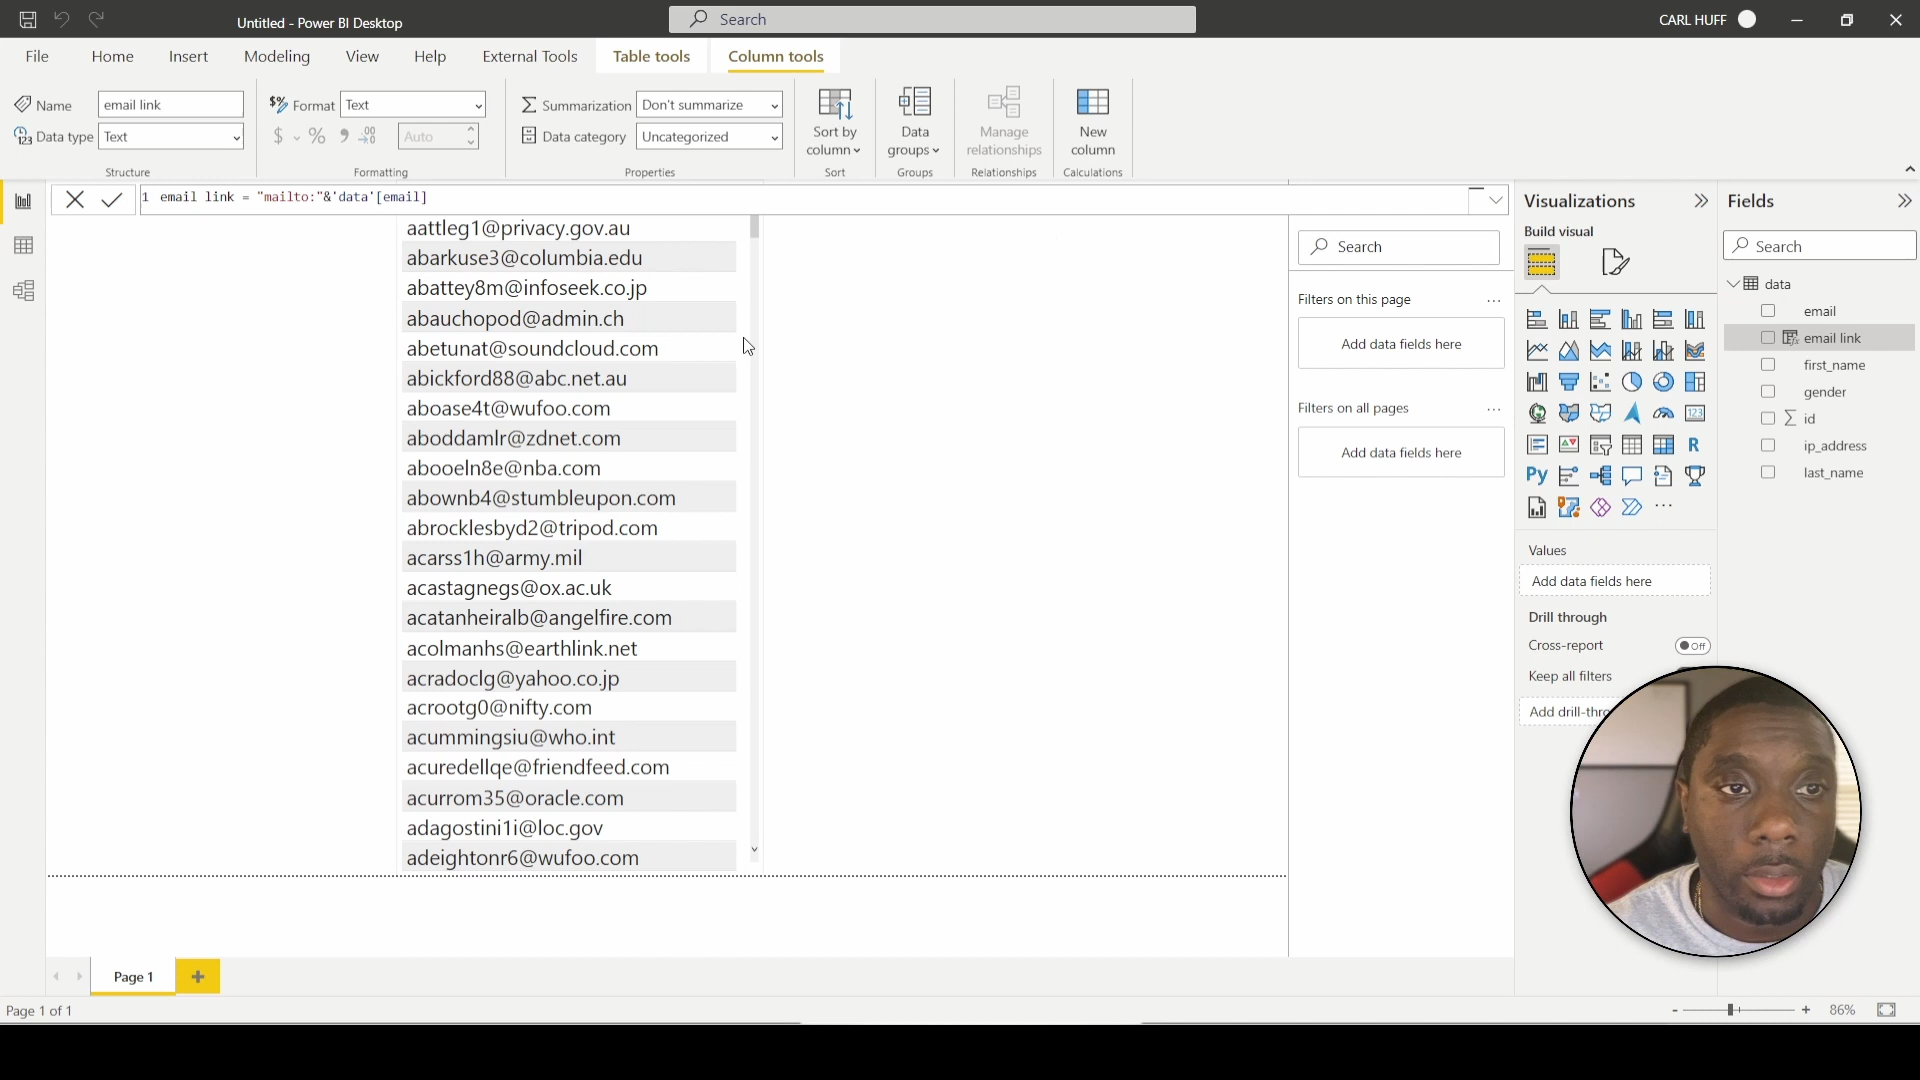 Untitled - Power BI Desktop
Search
CARL HUFF
File
Home
Insert
Modeling
View
Help
External Tools
Table tools
Column tools
Name
email link
Data type
Text
Structure
$% Format
Text
$
%
Auto
Formatting
Summarization
Don't summarize
Data category
Uncategorized
Properties
Sort by
column
Sort
Data
groups
Groups
Manage
relationships
Relationships
New
column
Calculations
1 email link = "mailto:"&'data'[email]
aattleg1@privacy.gov.au
abarkuse3@columbia.edu
abattey8m@infoseek.co.jp
abauchopod@admin.ch
abetunat@soundcloud.com
abickford88@abc.net.au
aboase4t@wufoo.com
aboddamlr@zdnet.com
abooeln8e@nba.com
abownb4@stumbleupon.com
abrocklesbyd2@tripod.com
acarss1h@army.mil
acastagnegs@ox.ac.uk
acatanheiralb@angelfire.com
acolmanhs@earthlink.net
acradoclg@yahoo.co.jp
acrootg0@nifty.com
acummingsiu@who.int
acuredellqe@friendfeed.com
acurrom35@oracle.com
adagostini1i@loc.gov
adeightonr6@wufoo.com
Search
Filters on this page
...
Add data fields here
Filters on all pages
...
Add data fields here
Visualizations
Build visual
123
R
Py
...
Values
Add data fields here
Drill through
Cross-report
Off
Keep all filters
Add drill-thro
Fields
Search
data
email
email link
first_name
gender
id
ip_address
last_name
Page 1
+
Page 1 of 1
-
+
86%